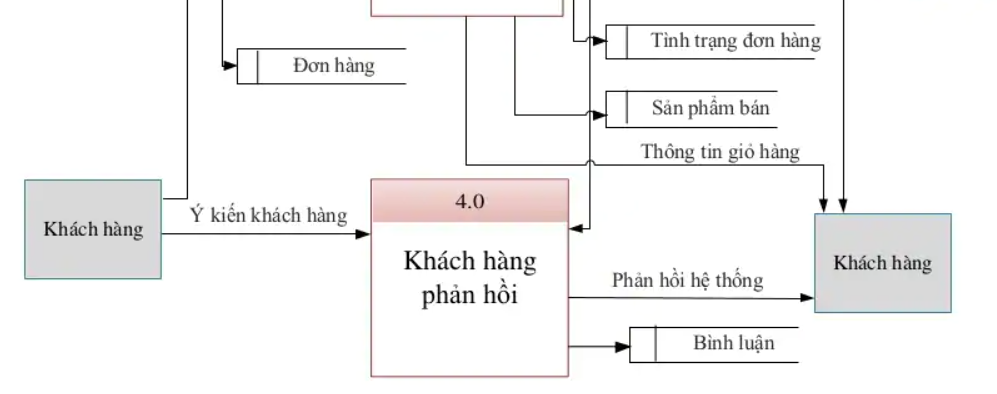 Tình trạng đơn hàng
Đơn hàng
Sản phẩm bán
Thông tin giỏ hàng
4.0
Ý kiến khách hàng
Khách hàng
Khách hàng
phản hồi
Khách hàng
Phản hồi hệ thống
Bình luận